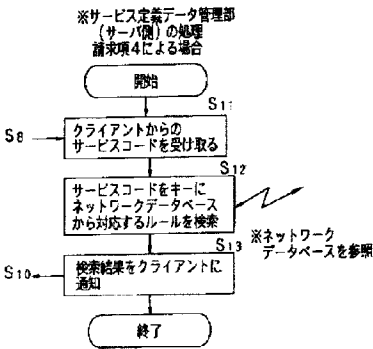 ※サービス定義データ管理部
(サーバ側)の処理
請求項4による場合
開始
S11
S8
クライアントからの
サービスコードを受け取る
S12
サービスコードをキーに
ネットワークデータベース
から対応するルールを検索
※ネットワーク
データベースを参照
S13
S10
検索結果をクライアントに
通知
終了